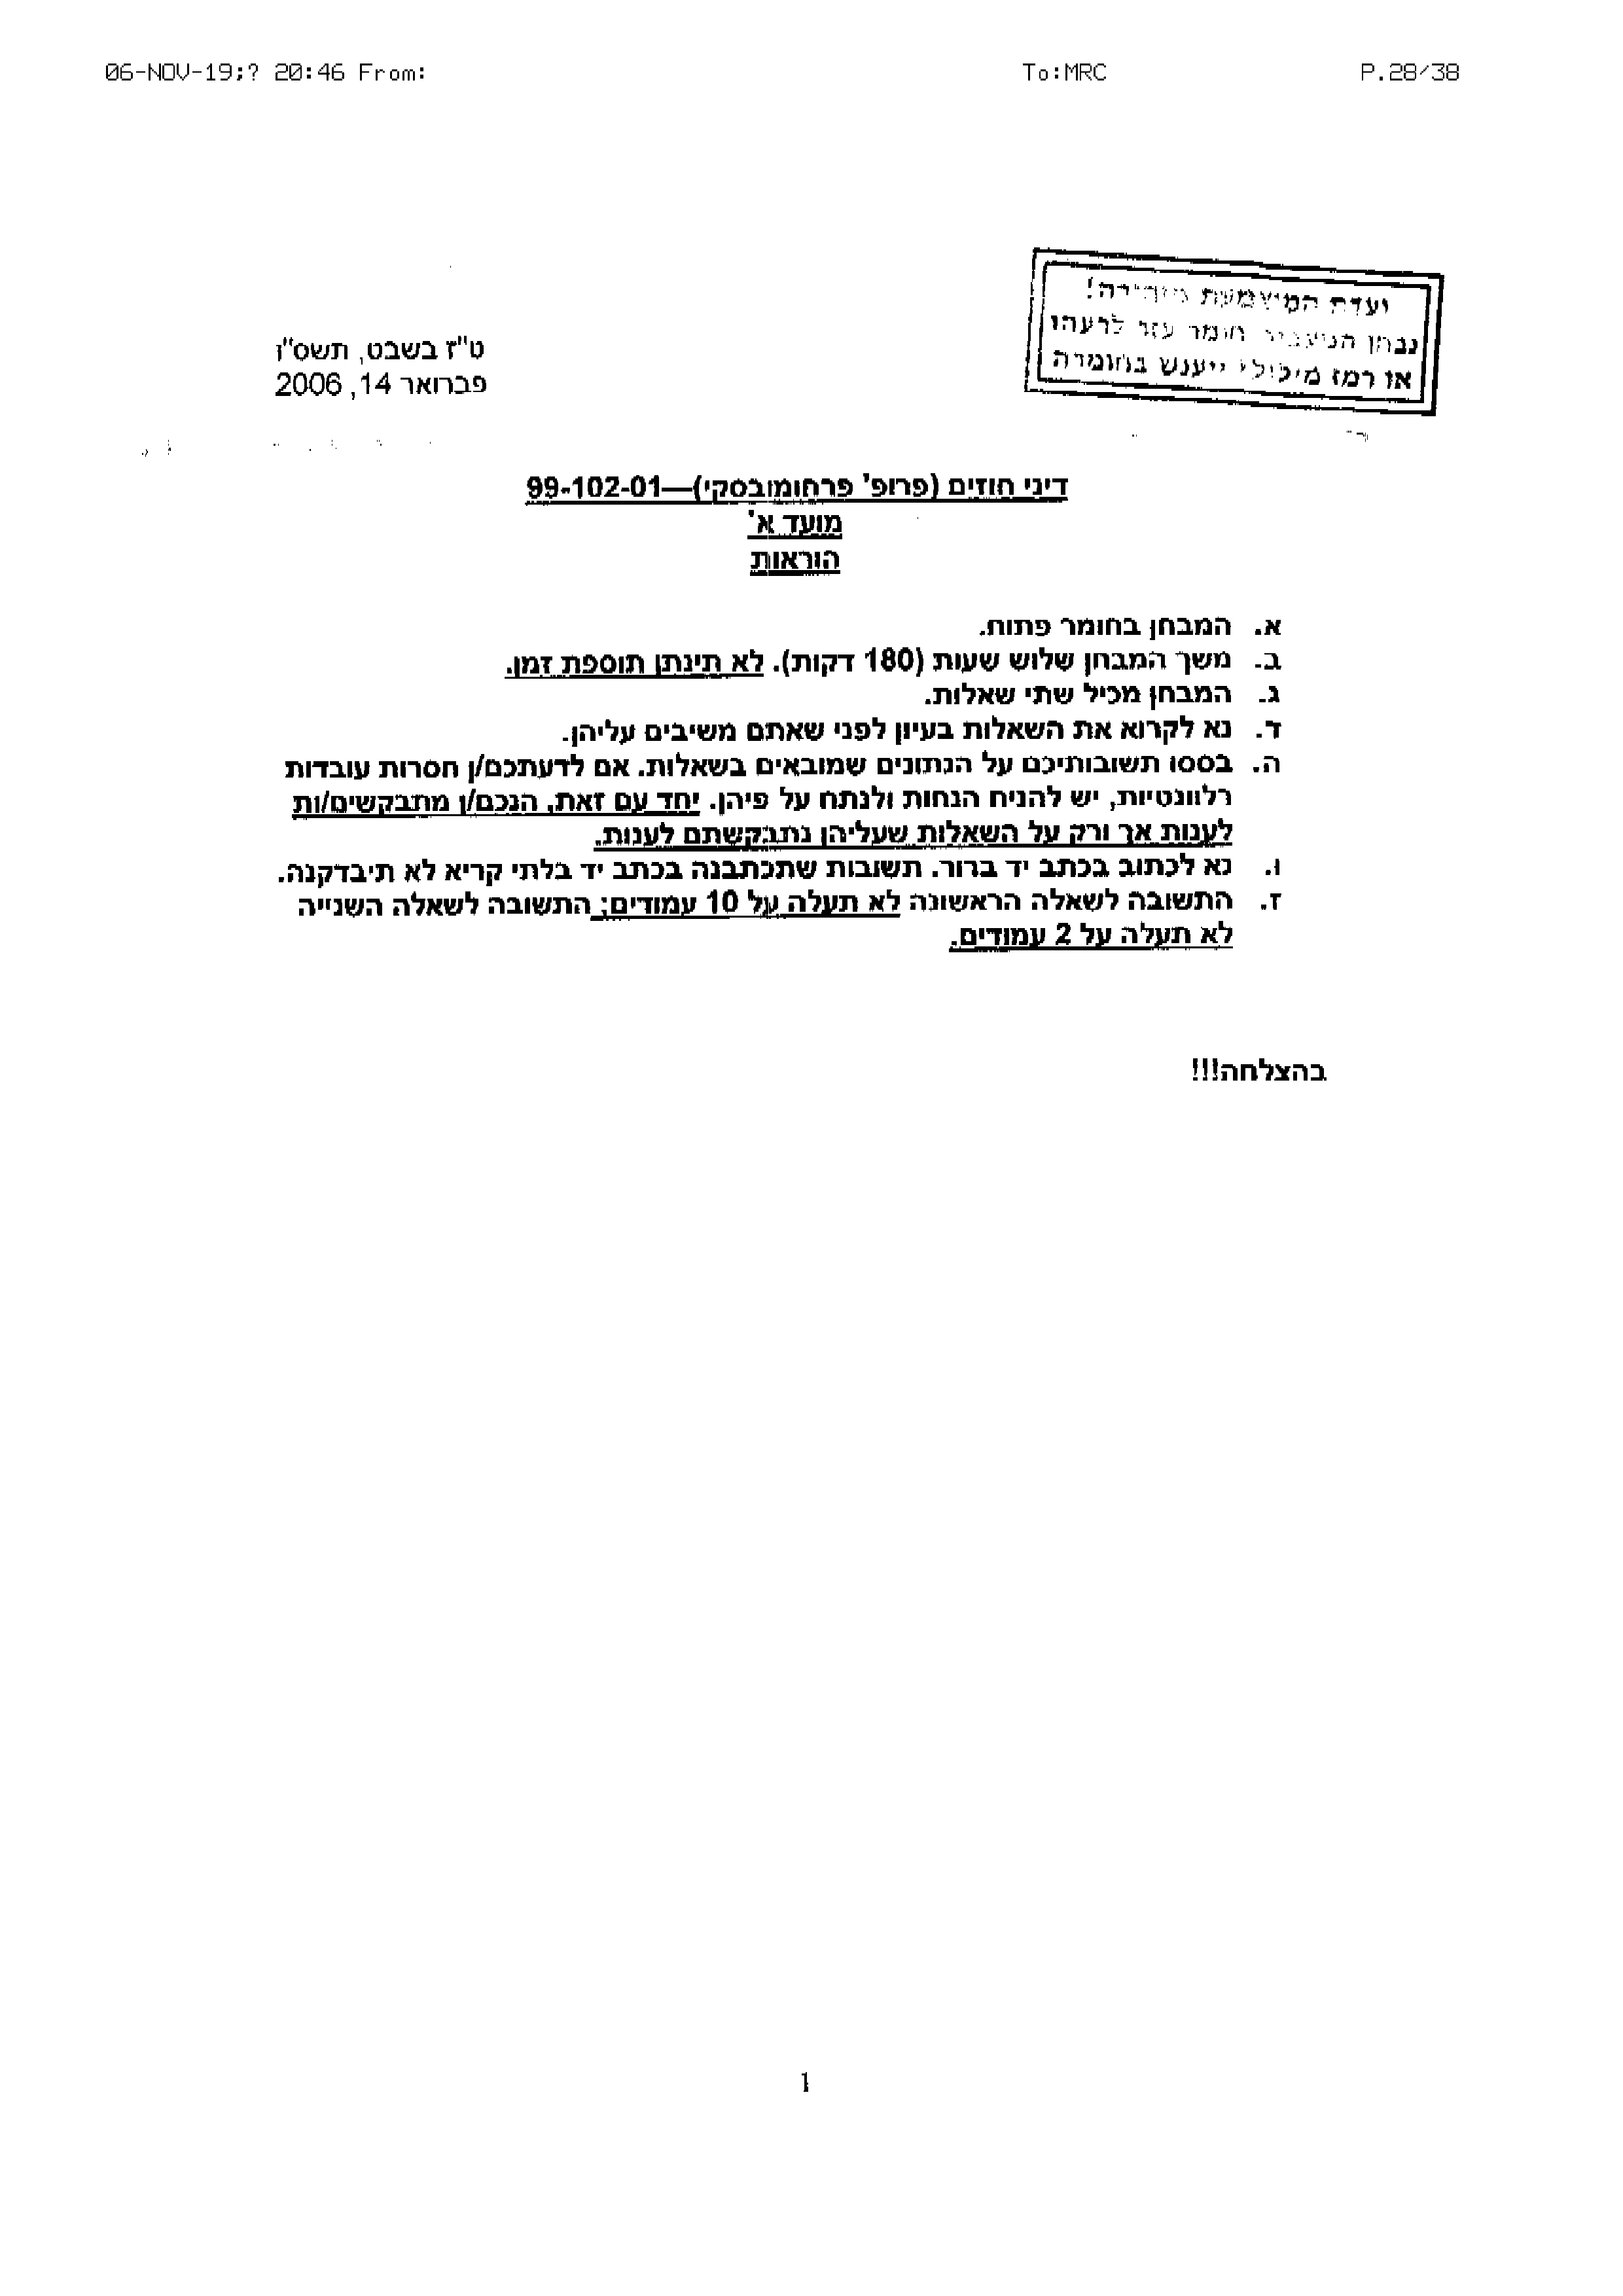 06-NOV-19;? 20:46 From: To:MRC P.28/38
ועדת המשמעת מזהירה!
נבחן המעביר חומר עזר לרעהו
או רמז מילולי ייענש בחומרה
ט"ז בשבט, תשס"ו
פברואר 14, 2006
דיני חוזים (פרופ' פרחומובסקי)—99-102-01
מועד א'
הוראות
א. המבחן בחומר פתוח.
ב. משך המבחן שלוש שעות (180 דקות). לא תינתן תוספת זמן.
ג. המבחן מכיל שתי שאלות.
ד. נא לקרוא את השאלות בעיון לפני שאתם משיבים עליהן.
ה. בססו תשובותיכם על הנתונים שמובאים בשאלות. אם לדעתכם/ן חסרות עובדות
רלוונטיות, יש להניח הנחות ולנתח על פיהן. יחד עם זאת, הנכם/ן מתבקשים/ות
לענות אך ורק על השאלות שעליהן נתבקשתם לענות.
ו. נא לכתוב בכתב יד ברור. תשובות שתכתבנה בכתב יד בלתי קריא לא תיבדקנה.
ז. התשובה לשאלה הראשונה לא תעלה על 10 עמודים; התשובה לשאלה השנייה
לא תעלה על 2 עמודים.
בהצלחה!!!
1